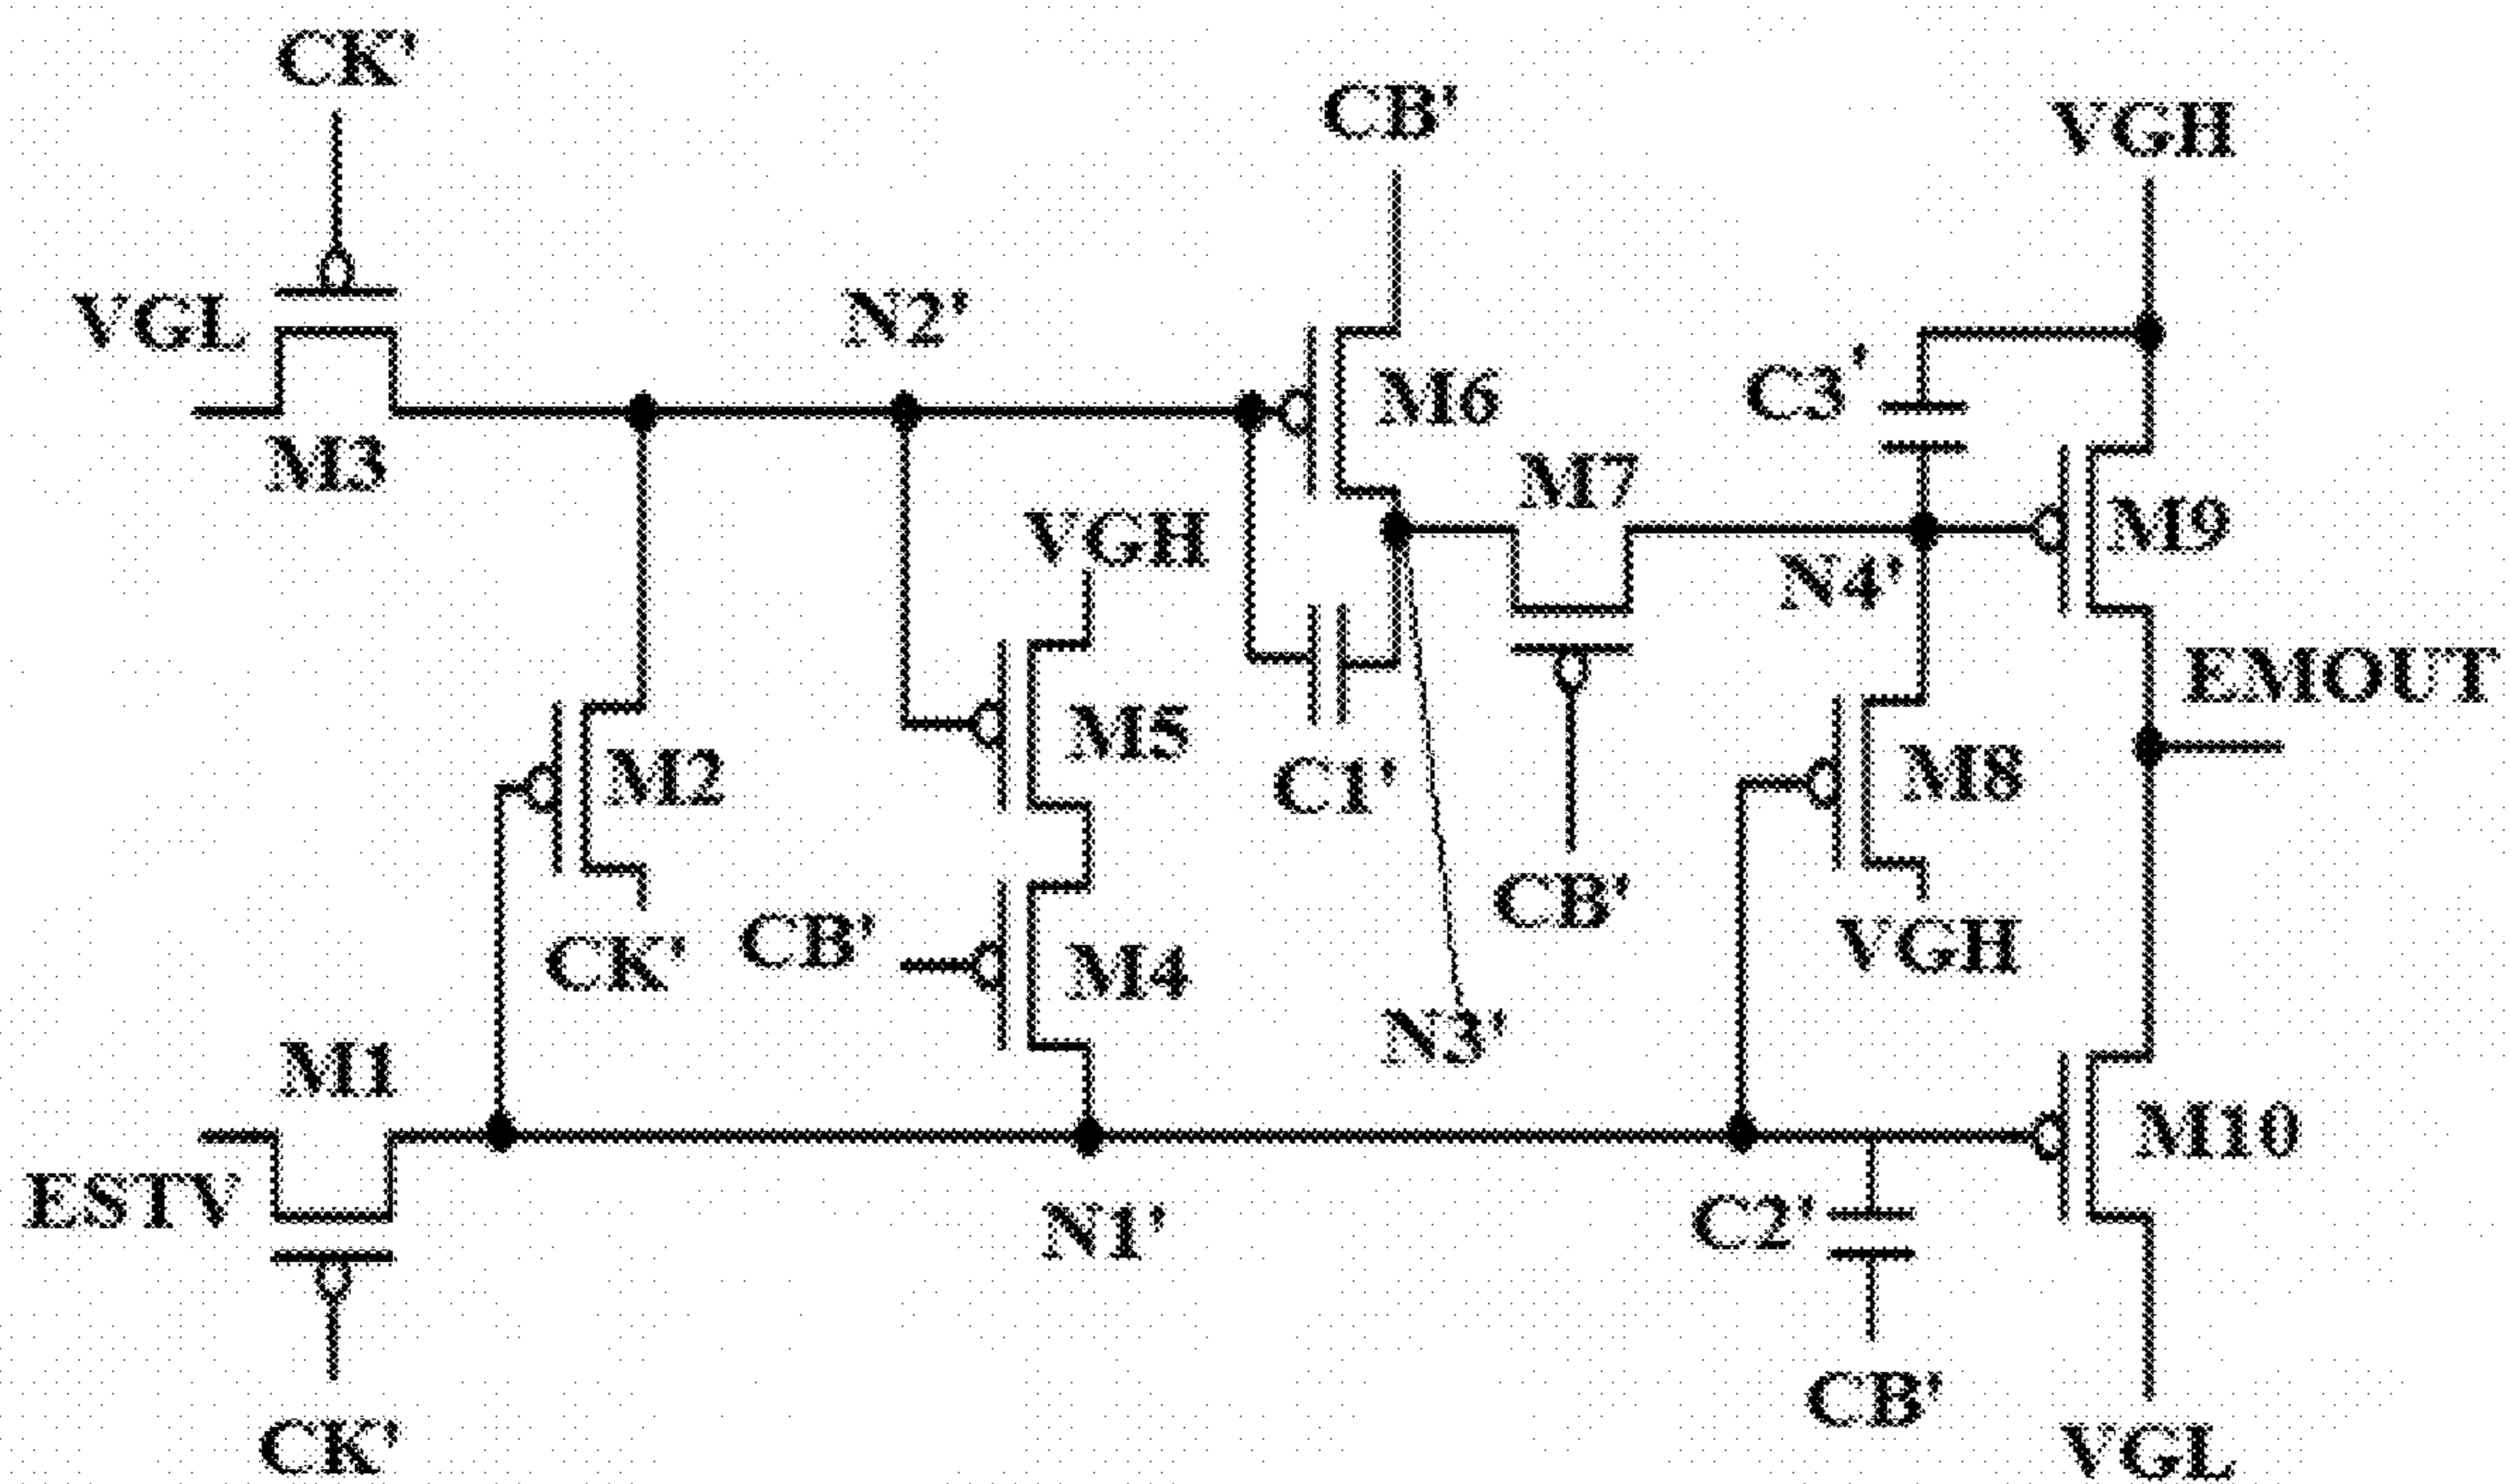 CK'
CB'
VGH
VGL
N2'
C3'
M6
M3
M7
VGH
M9
N4'
EMOUT
M5
M2
C1'
M8
CB'
CB'
CK'
M4
VGH
N3'
M1
M10
ESTV
C2'
N1'
CB'
CK'
VGL